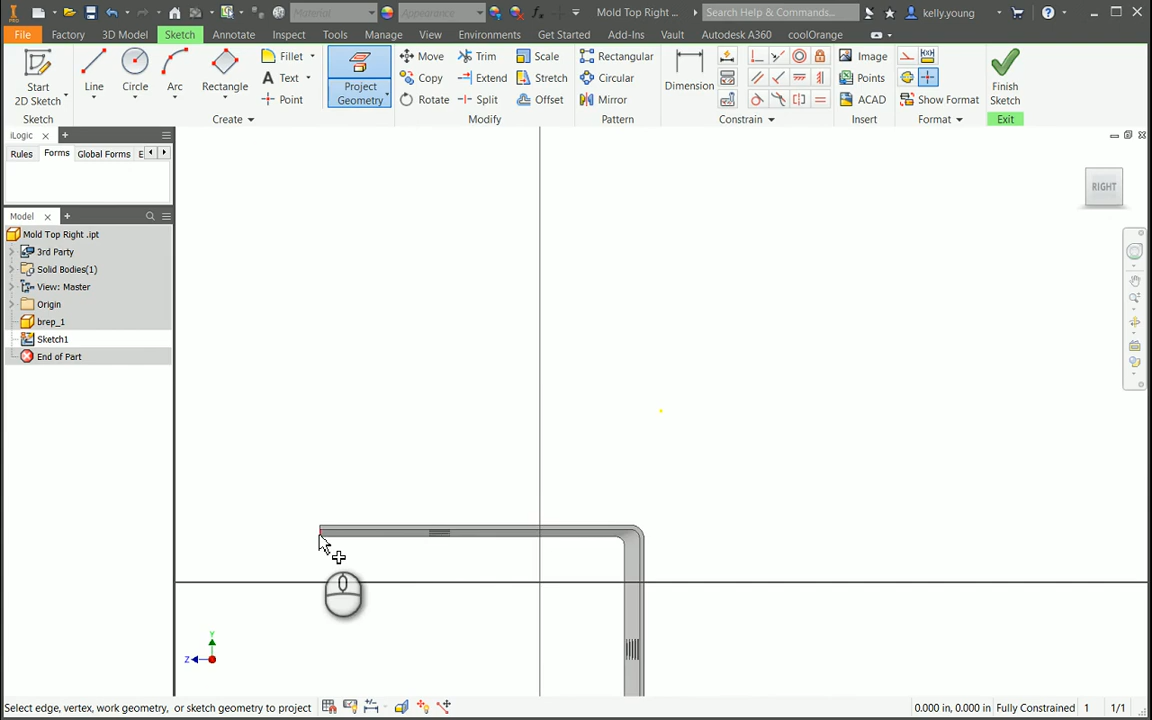 PRO Material Appearance fx Mold Top Right ... Search Help & Commands... kelly.young
File Factory 3D Model Sketch Annotate Inspect Tools Manage View Environments Get Started Add-Ins Vault Autodesk A360 coolOrange
Start 2D Sketch Line Circle Arc Rectangle Fillet Text Point Project Geometry Move Copy Rotate Trim Extend Split Scale Stretch Offset Rectangular Circular Mirror Dimension Image Points ACAD Show Format Finish Sketch
Sketch Create Modify Pattern Constrain Insert Format Exit
iLogic
Rules Forms Global Forms E
Model
Mold Top Right .ipt
3rd Party
Solid Bodies(1)
View: Master
Origin
brep_1
Sketch1
End of Part
RIGHT
Y
Z
Select edge, vertex, work geometry, or sketch geometry to project 0.000 in, 0.000 in Fully Constrained 1 1/1